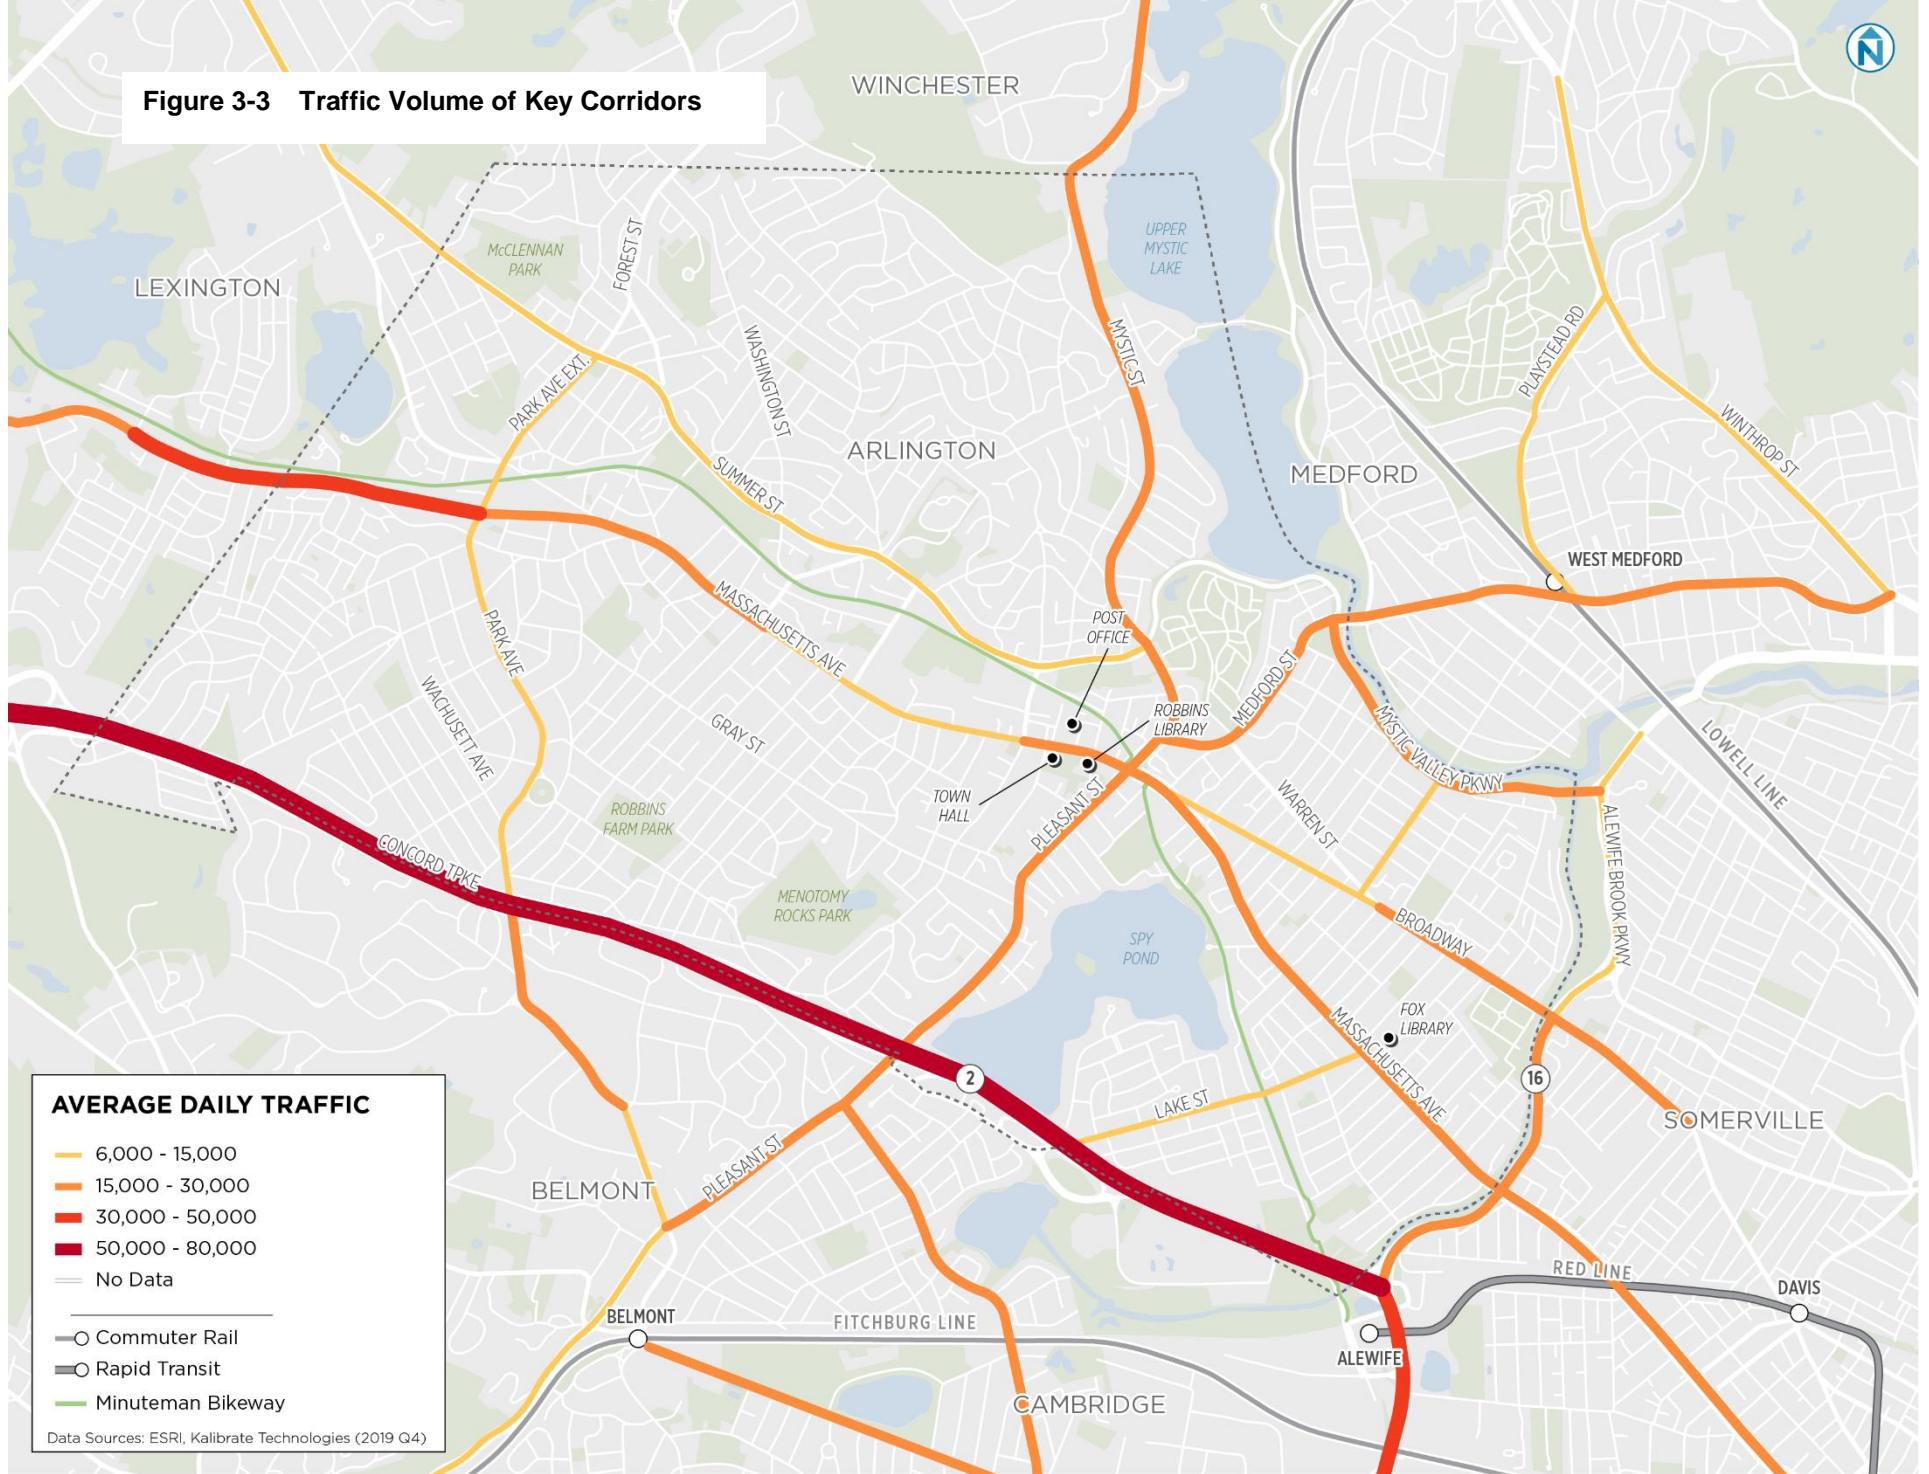 Figure 3-3 Traffic Volume of Key Corridors
N
WINCHESTER
LEXINGTON
McCLENNAN
PARK
FOREST ST
UPPER
MYSTIC
LAKE
PARK AVE EXT.
WASHINGTON ST
MYSTIC ST
PLAYSTEAD RD
WINTHROP ST
ARLINGTON
SUMMER ST
MEDFORD
WEST MEDFORD
MASSACHUSETTS AVE
PARK AVE
POST
OFFICE
WACHUSETT AVE
GRAY ST
ROBBINS
LIBRARY
MEDFORD ST
MYSTIC VALLEY PKWY
LOWELL LINE
TOWN
HALL
PLEASANT ST
WARREN ST
ROBBINS
FARM PARK
CONCORD TPKE
ALEWIFE BROOK PKWY
MENOTOMY
ROCKS PARK
BROADWAY
SPY
POND
FOX
LIBRARY
MASSACHUSETTS AVE
2
16
LAKE ST
SOMERVILLE
PLEASANT ST
BELMONT
RED LINE
DAVIS
BELMONT
FITCHBURG LINE
ALEWIFE
CAMBRIDGE
AVERAGE DAILY TRAFFIC
6,000 - 15,000
15,000 - 30,000
30,000 - 50,000
50,000 - 80,000
No Data
Commuter Rail
Rapid Transit
Minuteman Bikeway
Data Sources: ESRI, Kalibrate Technologies (2019 Q4)